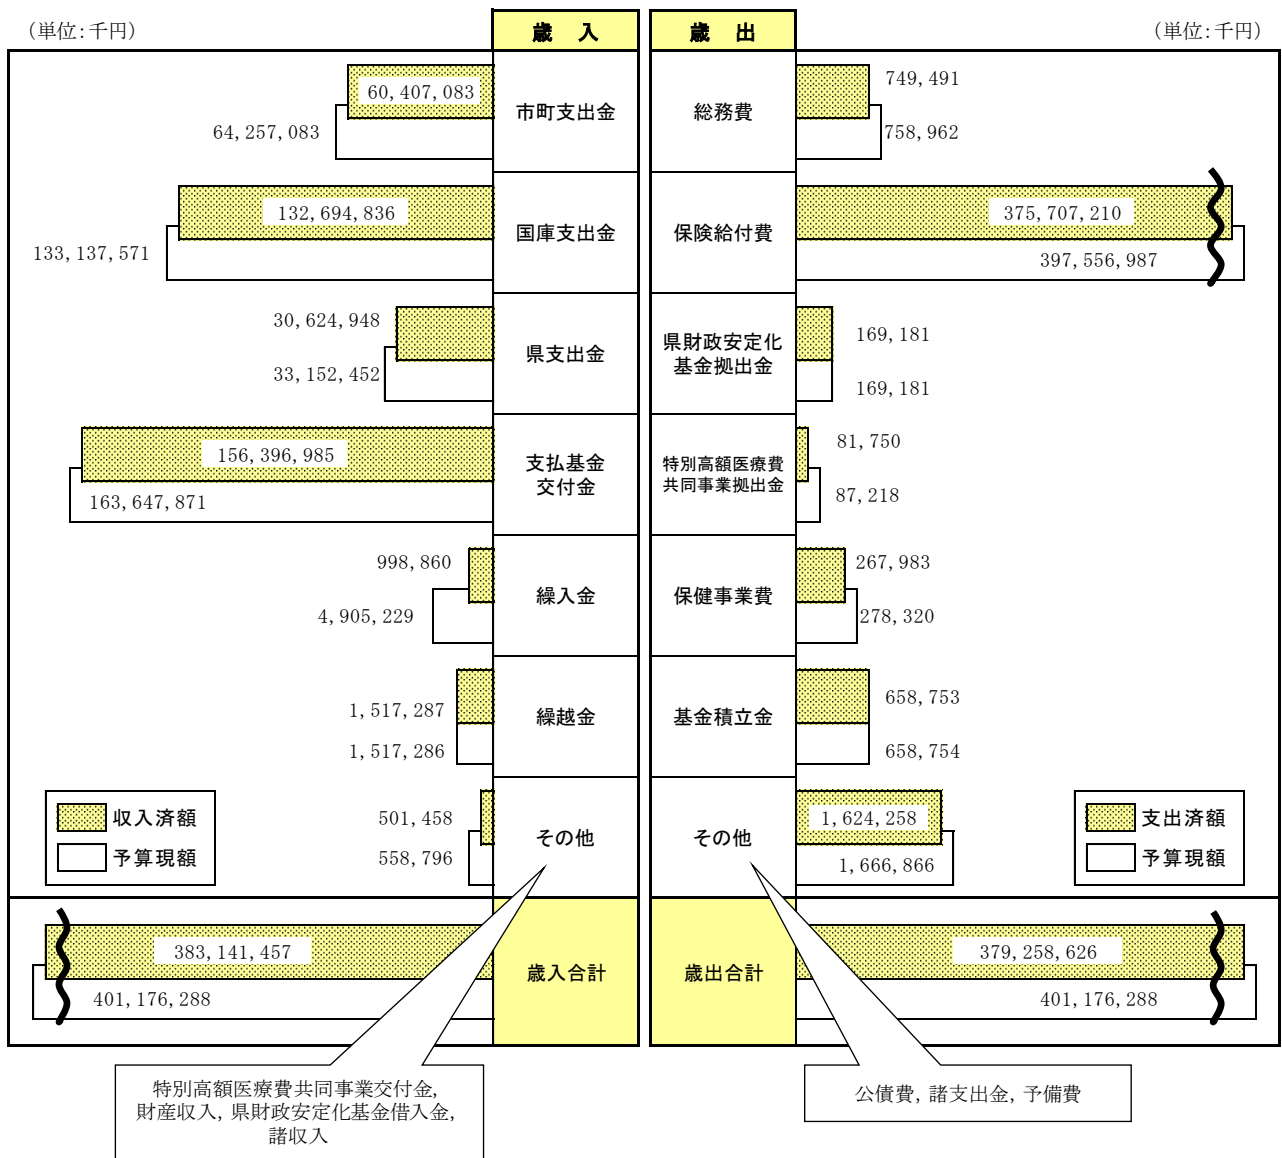 （単位：千円）
歳　入
60,407,083
64,257,083
市町支出金
132,694,836
133,137,571
国庫支出金
30,624,948
33,152,452
県支出金
156,396,985
163,647,871
支払基金
交付金
998,860
4,905,229
繰入金
1,517,287
1,517,286
繰越金
収入済額
予算現額
501,458
558,796
その他
383,141,457
401,176,288
歳入合計
特別高額医療費共同事業交付金，
財産収入，県財政安定化基金借入金，
諸収入
歳　出
（単位：千円）
総務費
749,491
758,962
保険給付費
375,707,210
397,556,987
県財政安定化
基金拠出金
169,181
169,181
特別高額医療費
共同事業拠出金
81,750
87,218
保健事業費
267,983
278,320
基金積立金
658,753
658,754
その他
1,624,258
1,666,866
支出済額
予算現額
歳出合計
379,258,626
401,176,288
公債費，諸支出金，予備費